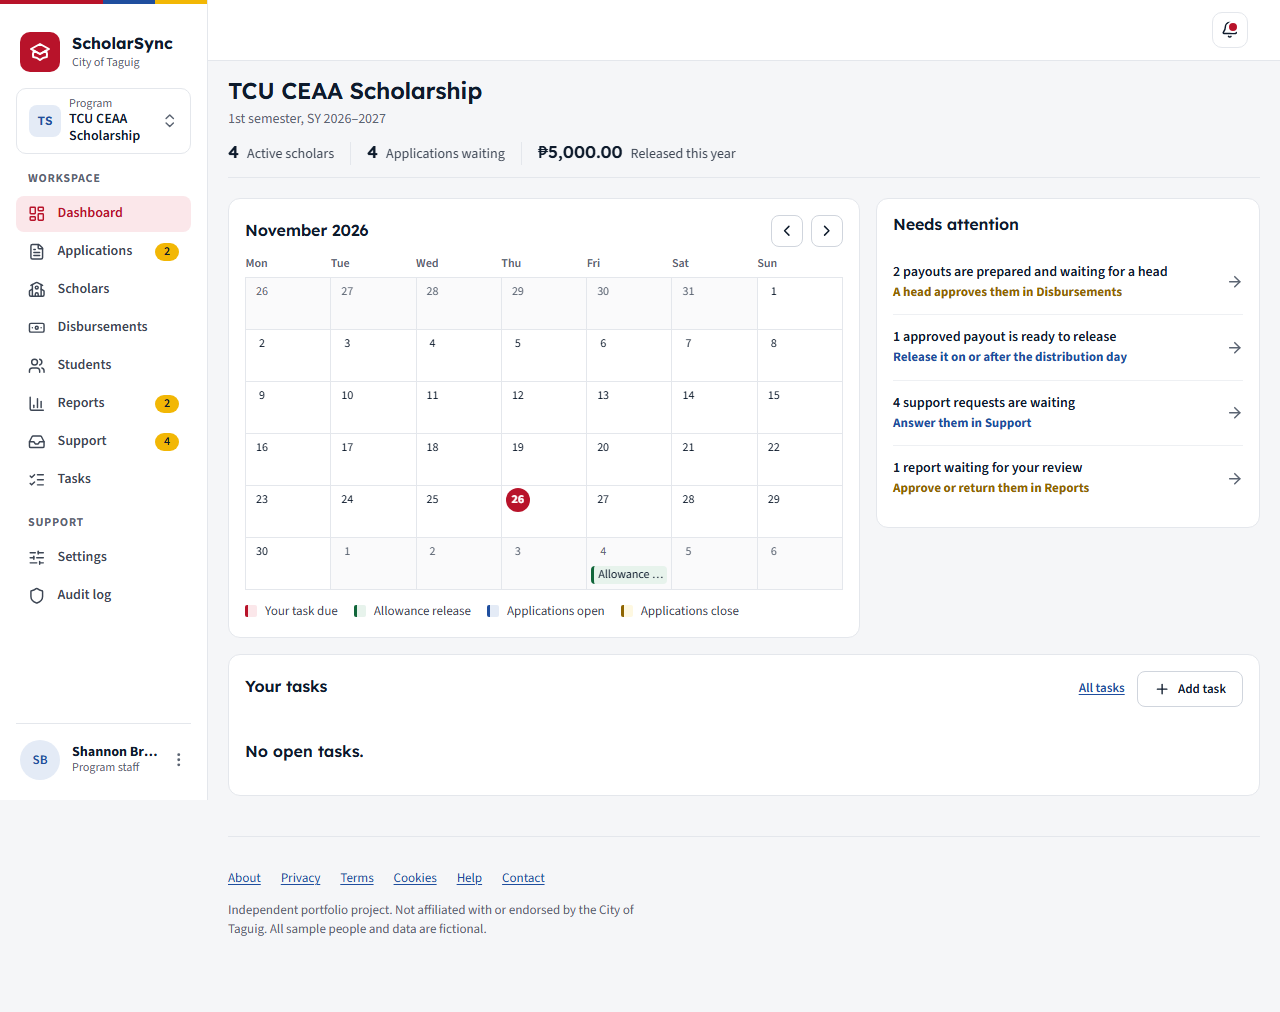 ScholarSync
City of Taguig
Program
TS
TCU CEAA
Scholarship
WORKSPACE
Dashboard
Applications 2
Scholars
Disbursements
Students
Reports 2
Support 4
Tasks
SUPPORT
Settings
Audit log
SB
Shannon Br...
Program staff
TCU CEAA Scholarship
1st semester, SY 2026–2027
4 Active scholars 4 Applications waiting ₱5,000.00 Released this year
November 2026
Mon Tue Wed Thu Fri Sat Sun
26 27 28 29 30 31 1
2 3 4 5 6 7 8
9 10 11 12 13 14 15
16 17 18 19 20 21 22
23 24 25 26 27 28 29
30 1 2 3 4 5 6
Allowance ...
Your task due Allowance release Applications open Applications close
Needs attention
2 payouts are prepared and waiting for a head
A head approves them in Disbursements
1 approved payout is ready to release
Release it on or after the distribution day
4 support requests are waiting
Answer them in Support
1 report waiting for your review
Approve or return them in Reports
Your tasks
All tasks
Add task
No open tasks.
About Privacy Terms Cookies Help Contact
Independent portfolio project. Not affiliated with or endorsed by the City of
Taguig. All sample people and data are fictional.